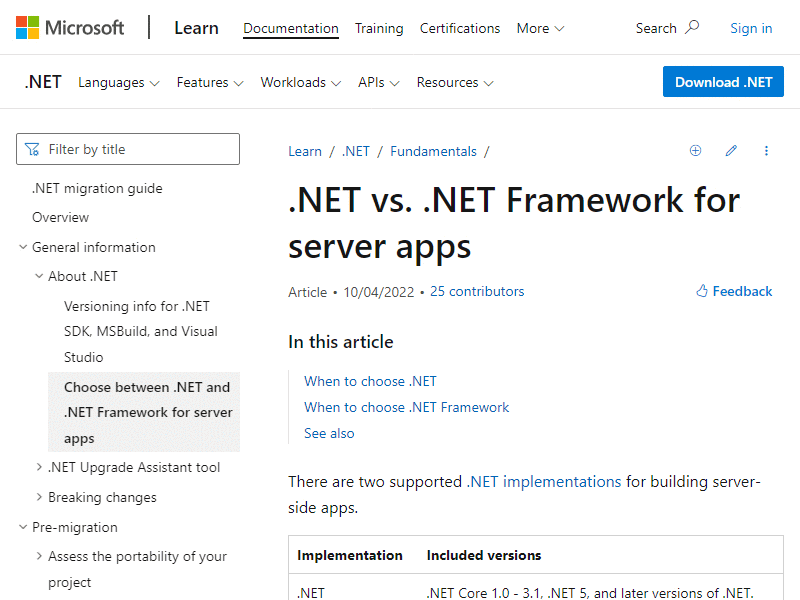 Microsoft Learn Documentation Training Certifications More Search Sign in
.NET Languages Features Workloads APIs Resources Download .NET
Filter by title
.NET migration guide
Overview
General information
About .NET
Versioning info for .NET
SDK, MSBuild, and Visual
Studio
Choose between .NET and
.NET Framework for server
apps
.NET Upgrade Assistant tool
Breaking changes
Pre-migration
Assess the portability of your
project
Learn / .NET / Fundamentals /
.NET vs. .NET Framework for
server apps
Article • 10/04/2022 • 25 contributors
Feedback
In this article
When to choose .NET
When to choose .NET Framework
See also
There are two supported .NET implementations for building server-
side apps.
Implementation Included versions
.NET .NET Core 1.0 - 3.1, .NET 5, and later versions of .NET.